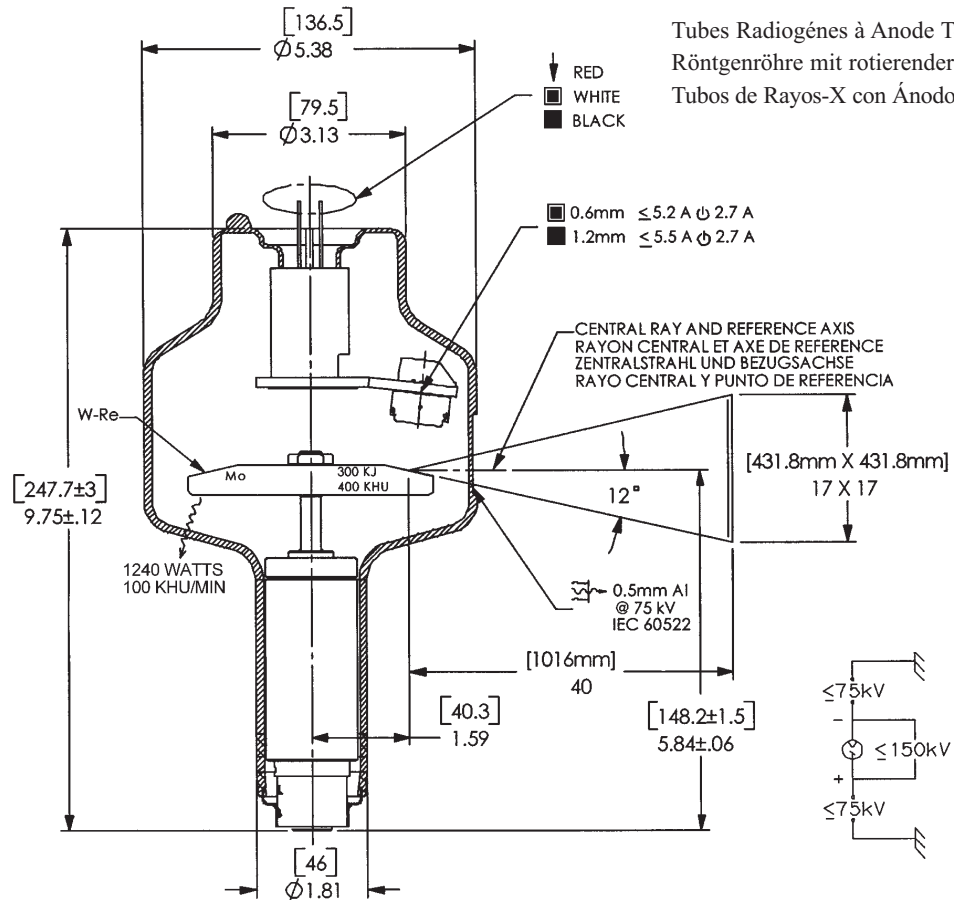 [136.5]
Ø5.38
Tubes Radiogénes à Anode T
Röntgenröhre mit rotierender
Tubos de Rayos-X con Ánodo
RED
WHITE
BLACK
[79.5]
Ø3.13
0.6mm ≤5.2 A 2.7 A
1.2mm ≤5.5 A 2.7 A
CENTRAL RAY AND REFERENCE AXIS
RAYON CENTRAL ET AXE DE REFERENCE
ZENTRALSTRAHL UND BEZUGSACHSE
RAYO CENTRAL Y PUNTO DE REFERENCIA
W-Re
Mo
300 KJ
400 KHU
[247.7±3]
9.75±.12
12°
[431.8mm X 431.8mm]
17 X 17
1240 WATTS
100 KHU/MIN
0.5mm Al
@ 75 kV
IEC 60522
[1016mm]
40
[40.3]
1.59
[148.2±1.5]
5.84±.06
≤75kV
−
≤150kV
+
≤75kV
[46]
Ø1.81